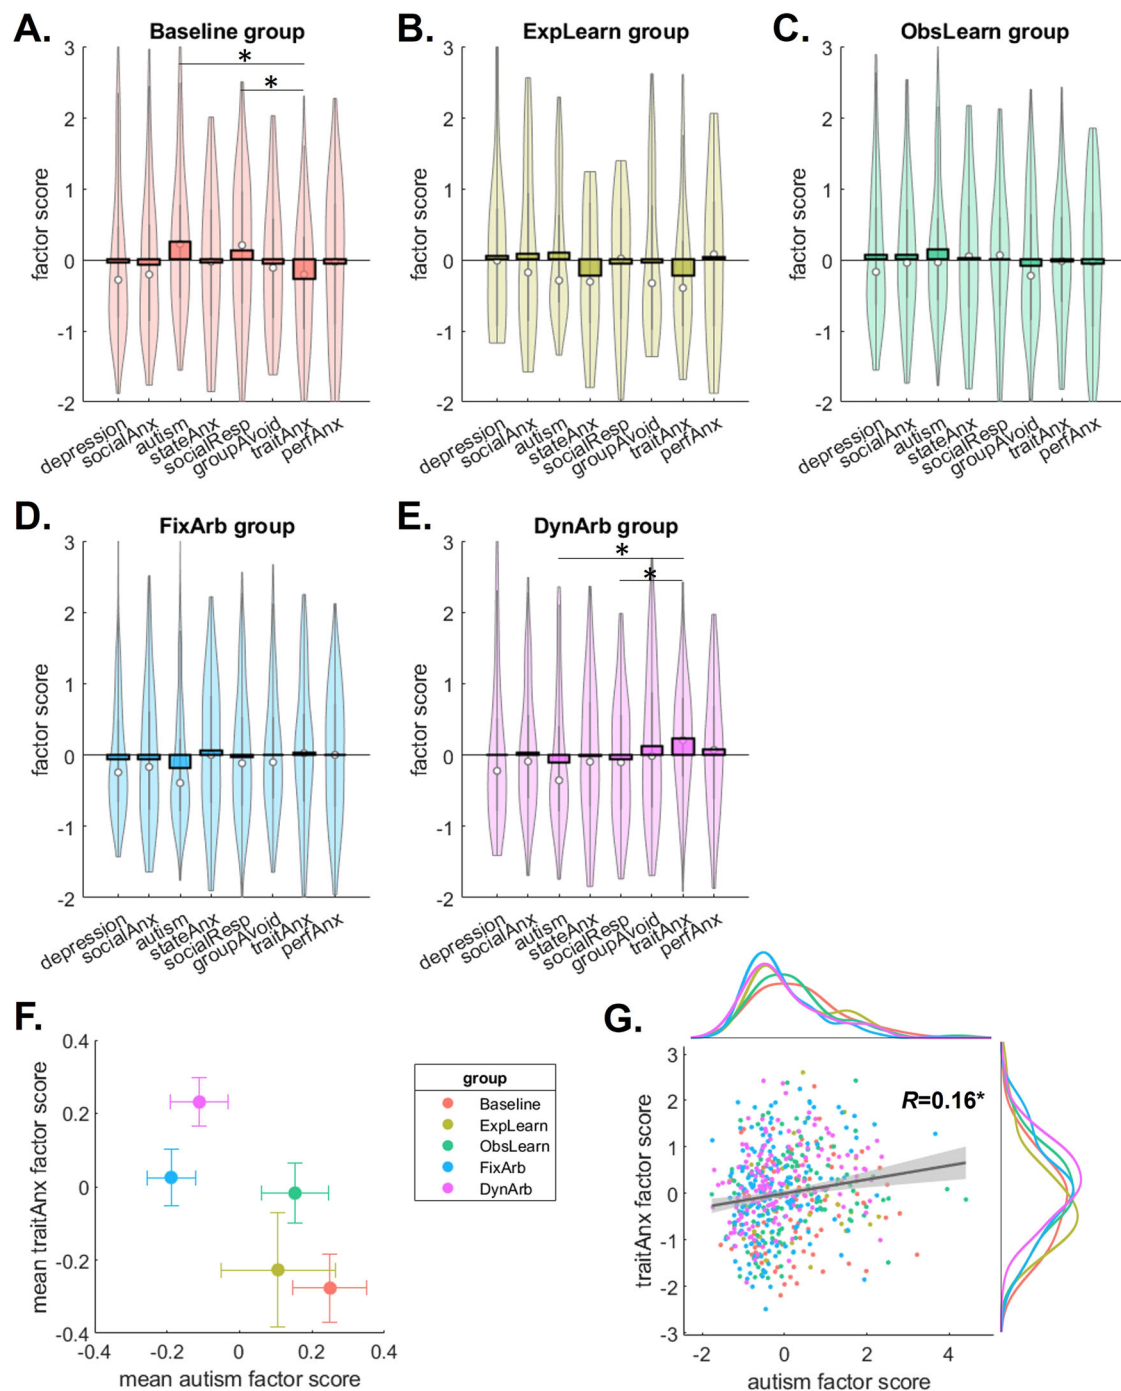 A.
Baseline group
B.
ExpLearn group
C.
ObsLearn group
*
*
3
2
1
0
-1
-2
factor score
depression
socialAnx
autism
stateAnx
socialResp
groupAvoid
traitAnx
perfAnx
3
2
1
0
-1
-2
factor score
depression
socialAnx
autism
stateAnx
socialResp
groupAvoid
traitAnx
perfAnx
3
2
1
0
-1
-2
factor score
depression
socialAnx
autism
stateAnx
socialResp
groupAvoid
traitAnx
perfAnx
D.
FixArb group
E.
DynArb group
3
2
1
0
-1
-2
factor score
depression
socialAnx
autism
stateAnx
socialResp
groupAvoid
traitAnx
perfAnx
*
*
3
2
1
0
-1
-2
factor score
depression
socialAnx
autism
stateAnx
socialResp
groupAvoid
traitAnx
perfAnx
F.
0.4
0.2
0
-0.2
-0.4
mean traitAnx factor score
-0.4
-0.2
0
0.2
0.4
mean autism factor score
group
Baseline
ExpLearn
ObsLearn
FixArb
DynArb
G.
R=0.16*
3
2
1
0
-1
-2
-3
traitAnx factor score
-2
0
2
4
autism factor score